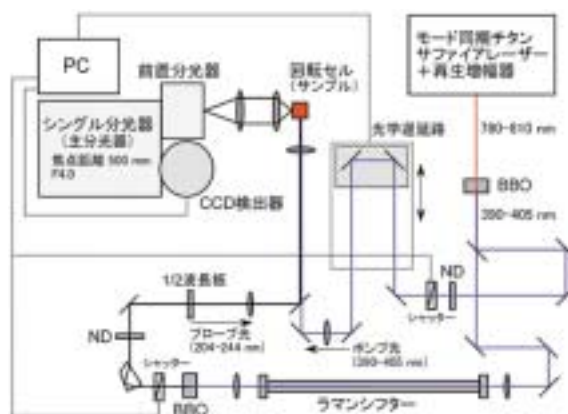 PC
前置分光器
シングル分光器
(主分光器)
焦点距離 500 mm
F4.0
CCD検出器
回転セル
(サンプル)
光学遅延路
モード同期チタン
サファイアレーザー
+再生増幅器
780-810 nm
BBO
390-405 nm
1/2波長板
プローブ光
(204-244 nm)
ND
シャッター
BBO
ポンプ光
(390-405 nm)
シャッター
ND
ラマンシフター